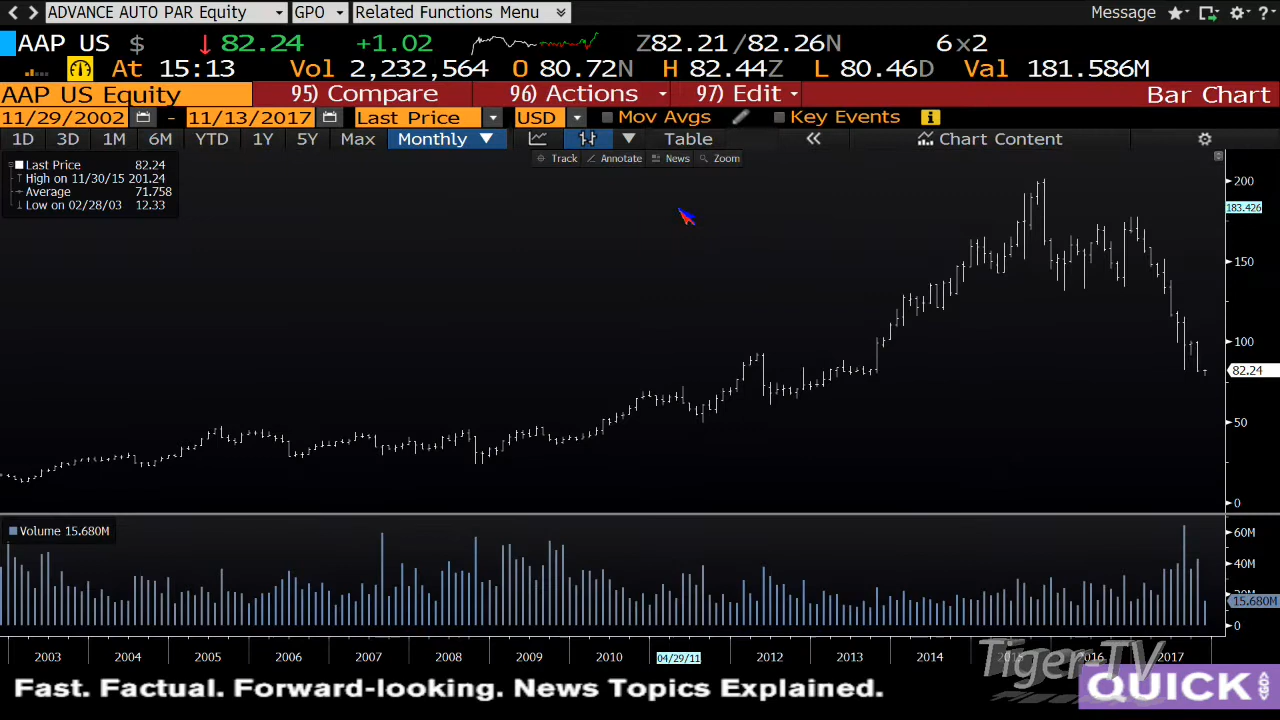 ADVANCE AUTO PAR Equity GPO Related Functions Menu Message ?
AAP US $ 82.24 +1.02 Z82.21/82.26N 6x2
At 15:13 Vol 2,232,564 O 80.72N H 82.44Z L 80.46D Val 181.586M
AAP US Equity 95) Compare 96) Actions 97) Edit Bar Chart
11/29/2002 - 11/13/2017 Last Price USD Mov Avgs Key Events i
1D 3D 1M 6M YTD 1Y 5Y Max Monthly Table « Chart Content
Track Annotate News Zoom
Last Price 82.24
High on 11/30/15 201.24
Average 71.758
Low on 02/28/03 12.33
200
183.426
150
100
82.24
50
0
Volume 15.680M
60M
40M
15.680M
0
2003 2004 2005 2006 2007 2008 2009 2010 04/29/11 2012 2013 2014 2015 2016 2017
Tiger-TV
Fast. Factual. Forward-looking. News Topics Explained.
QUICK